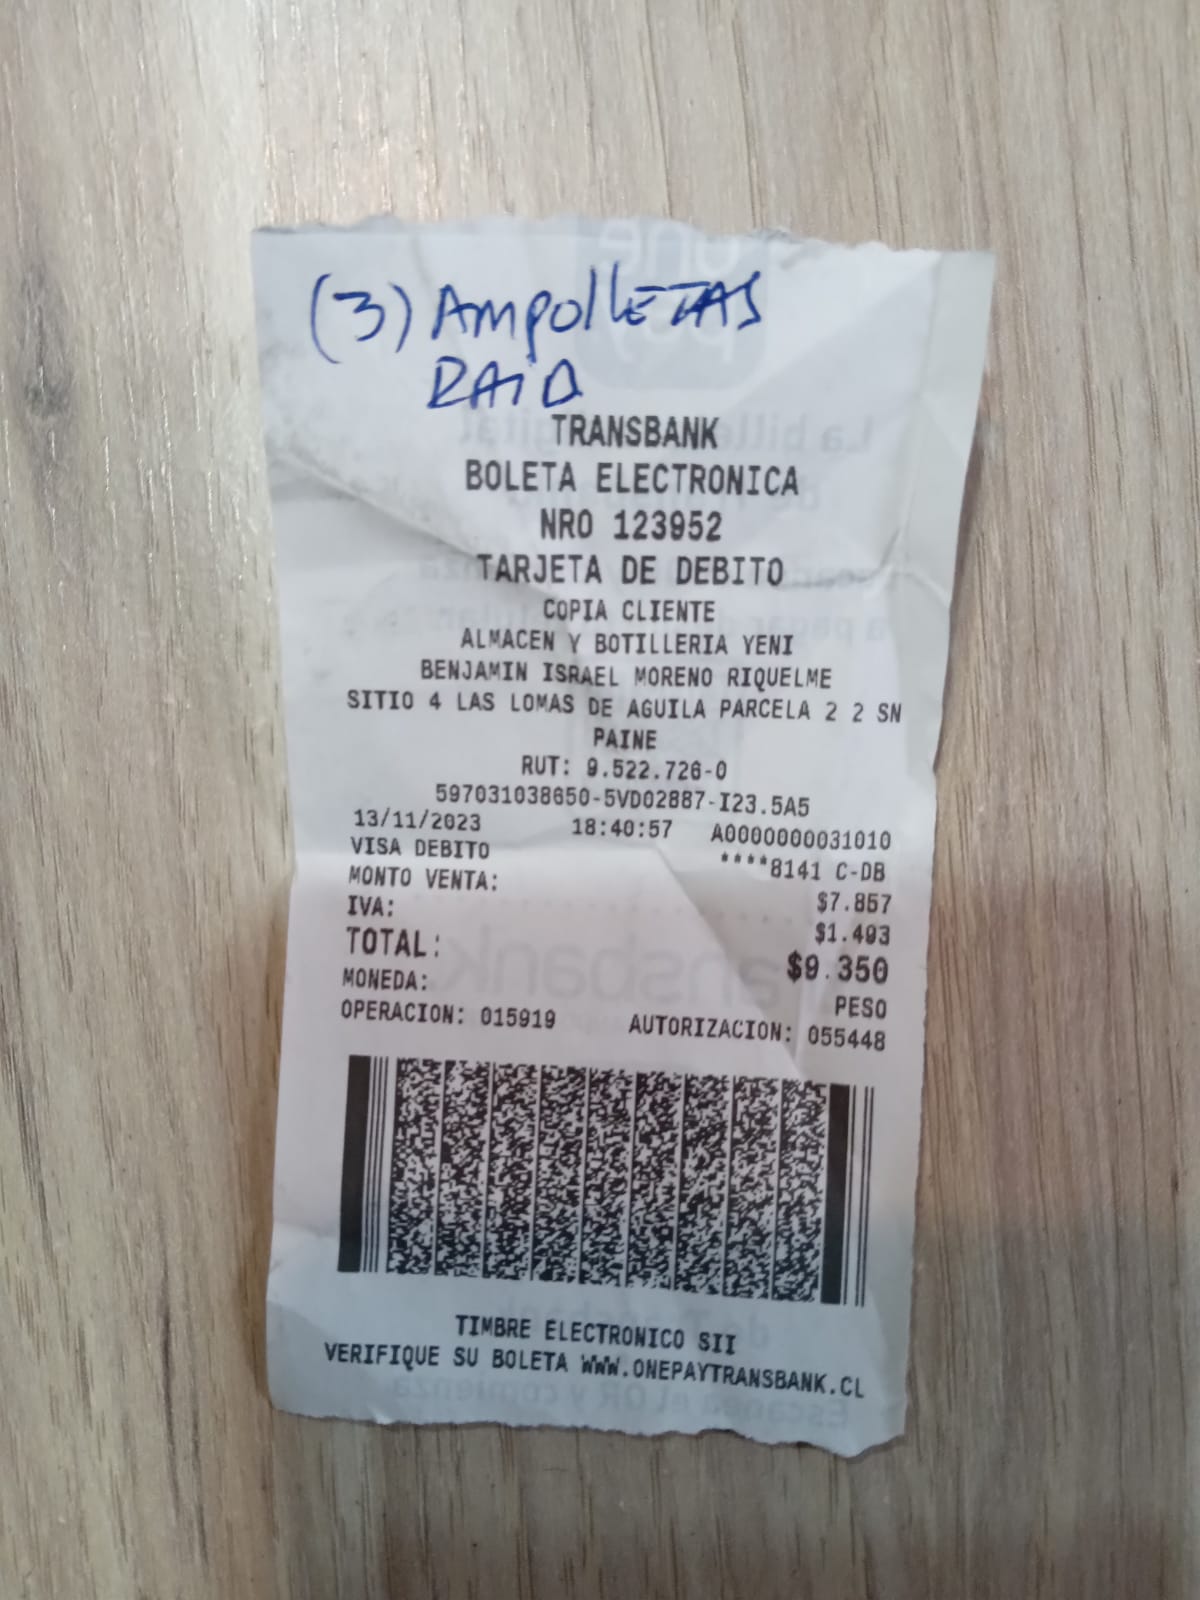 (3) AMPOLLETAS
RAID
TRANSBANK
BOLETA ELECTRONICA
NRO 123952
TARJETA DE DEBITO
COPIA CLIENTE
ALMACEN Y BOTILLERIA YENI
BENJAMIN ISRAEL MORENO RIQUELME
SITIO 4 LAS LOMAS DE AGUILA PARCELA 2 2 SN
PAINE
RUT: 9.522.726-0
597031038650-5VD02887-I23.5A5
13/11/2023 18:40:57 A0000000031010
VISA DEBITO ****8141 C-DB
MONTO VENTA: $7.857
IVA: $1.493
TOTAL: $9.350
MONEDA: PESO
OPERACION: 015919 AUTORIZACION: 055448
TIMBRE ELECTRONICO SII
VERIFIQUE SU BOLETA WWW.ONEPAYTRANSBANK.CL